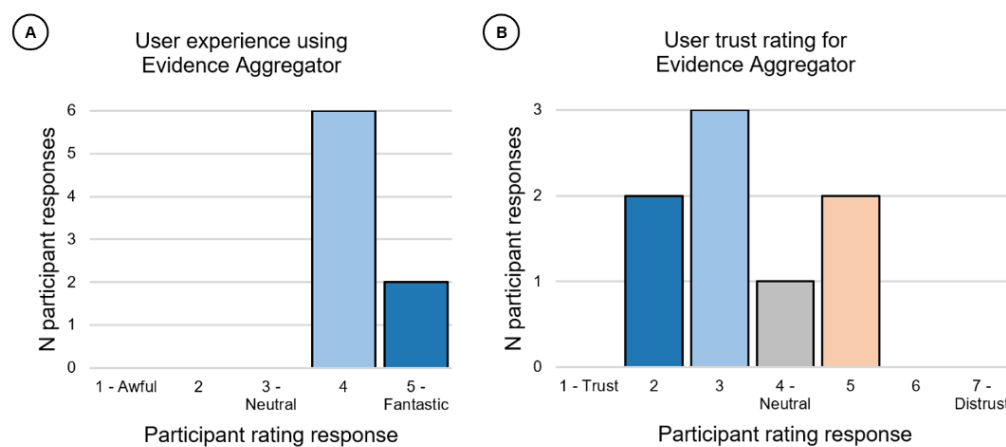 A
User experience using
Evidence Aggregator
N participant responses
6
5
4
3
2
1
0
1 - Awful
2
3 -
Neutral
4
5 -
Fantastic
Participant rating response
B
User trust rating for
Evidence Aggregator
N participant responses
3
2
1
0
1 - Trust
2
3
4 -
Neutral
5
6
7 -
Distrust
Participant rating response